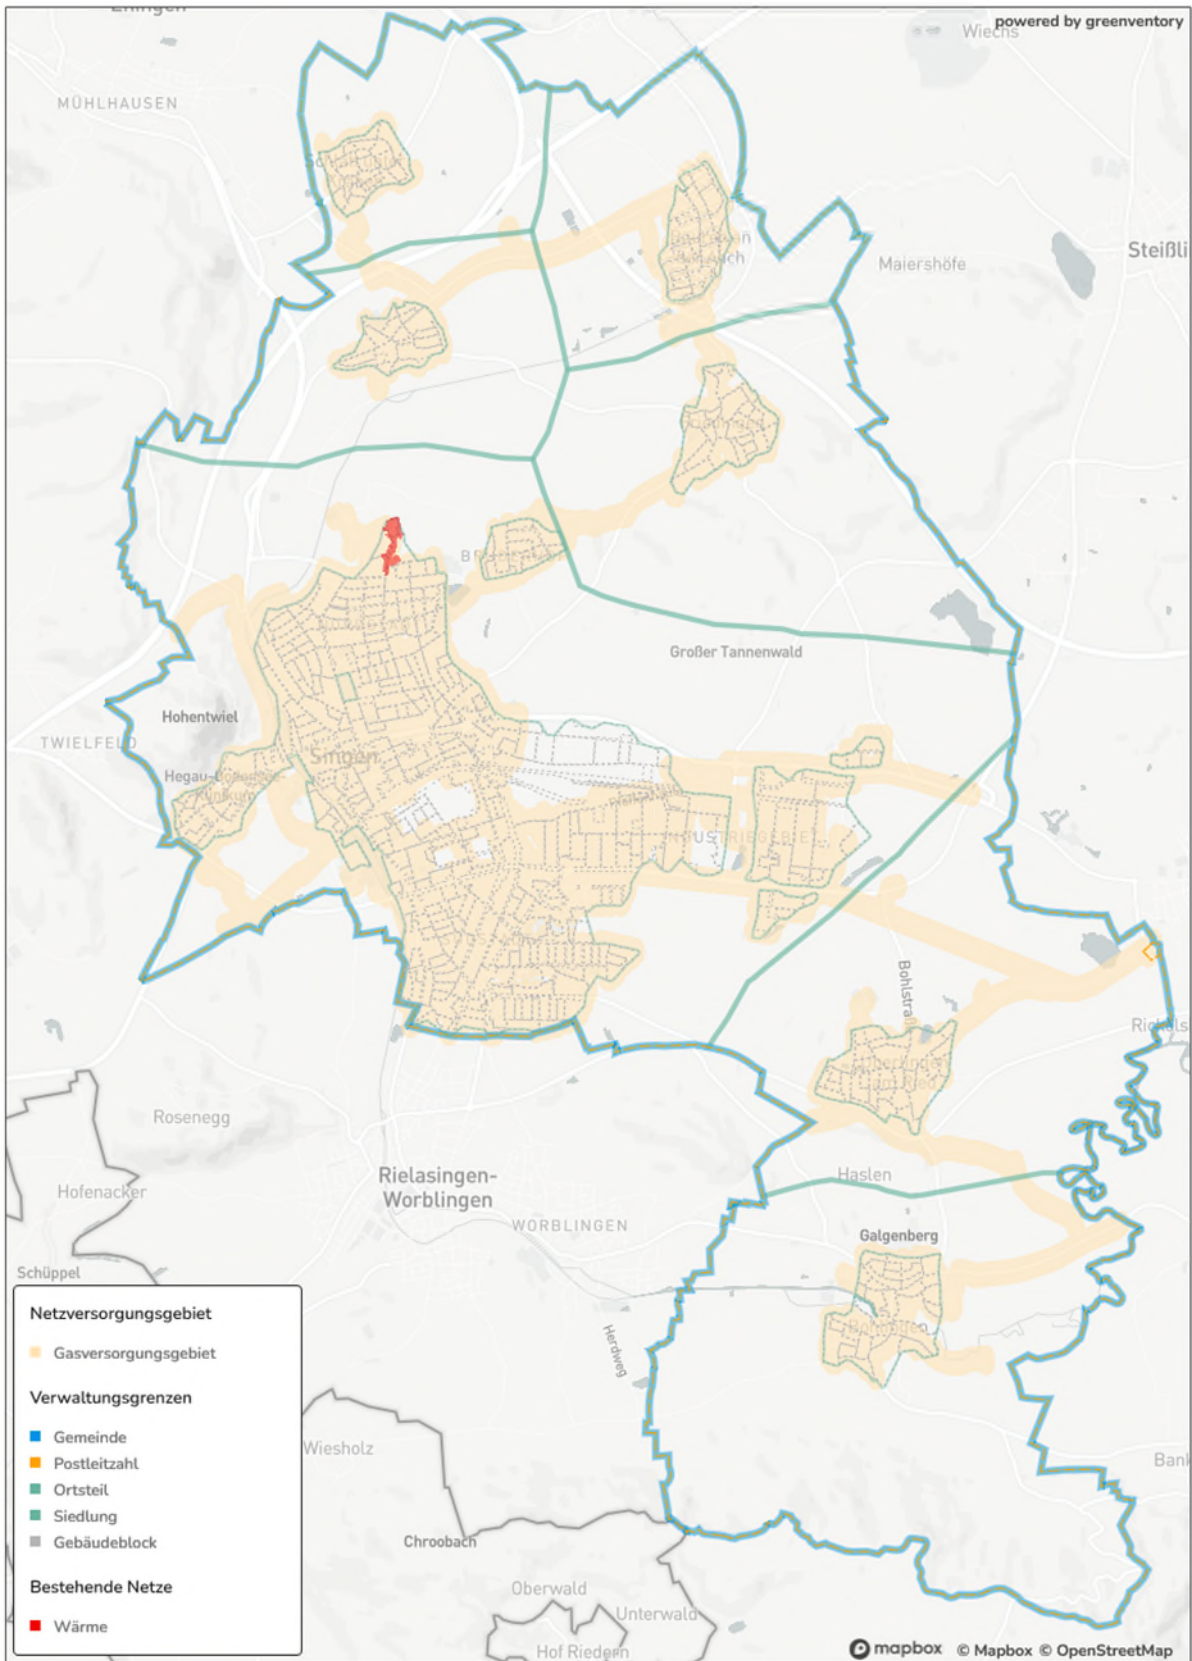 powered by greenventory
Wiechs
MÜHLHAUSEN
Steißli
Maiershöfe
Großer Tannenwald
Hohentwiel
TWIELFELD
Singen
Bohlstraß
Rickels
Rosenegg
Rielasingen-
Worblingen
Haslen
Hofenacker
WORBLINGEN
Galgenberg
Schüppel
Herdweg
Netzversorgungsgebiet
Gasversorgungsgebiet
Verwaltungsgrenzen
Gemeinde
Postleitzahl
Ortsteil
Siedlung
Gebäudeblock
Bestehende Netze
Wärme
Wiesholz
Bank
Chroobach
Oberwald
Unterwald
Hof Riedern
mapbox © Mapbox © OpenStreetMap